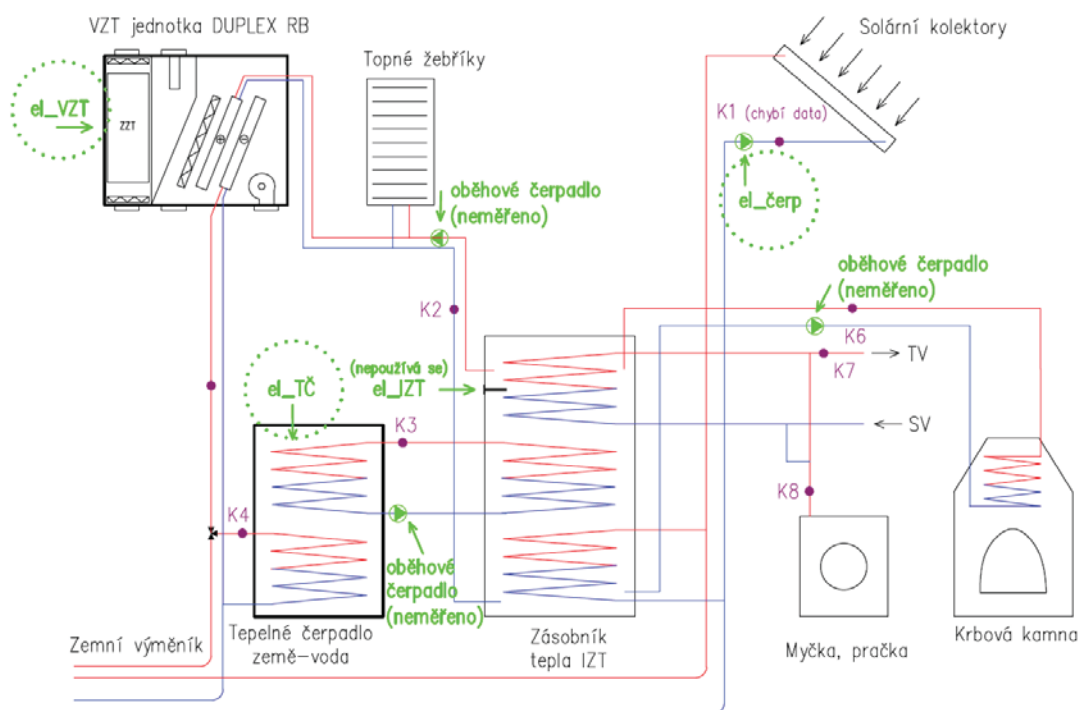 VZT jednotka DUPLEX RB
el_VZT
ZZT
Topné žebříky
Solární kolektory
K1 (chybí data)
el_čerp
oběhové čerpadlo
(neměřeno)
oběhové čerpadlo
(neměřeno)
K2
K6
K7
TV
(nepoužívá se)
el_IZT
el_TČ
K3
SV
K8
K4
oběhové
čerpadlo
(neměřeno)
Zemní výměník
Tepelné čerpadlo
země-voda
Zásobník
tepla IZT
Myčka, pračka
Krbová kamna